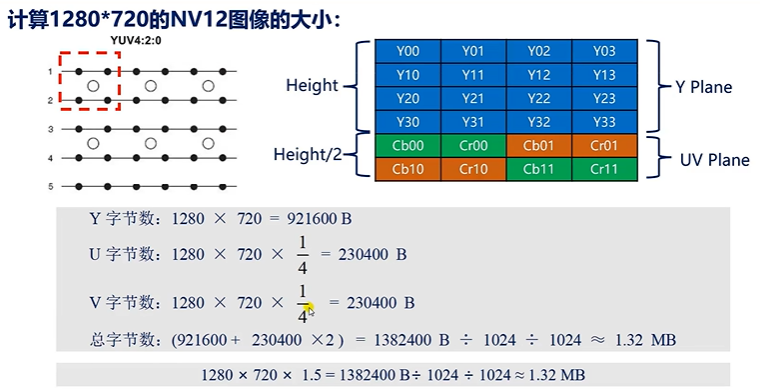 计算1280*720的NV12图像的大小：
YUV4:2:0
1
2
3
4
5
Height
Height/2
Y00 Y01 Y02 Y03
Y10 Y11 Y12 Y13
Y20 Y21 Y22 Y23
Y30 Y31 Y32 Y33
Cb00 Cr00 Cb01 Cr01
Cb10 Cr10 Cb11 Cr11
Y Plane
UV Plane
Y 字节数：1280 × 720 = 921600 B
U 字节数：1280 × 720 × 1/4 = 230400 B
V 字节数：1280 × 720 × 1/4 = 230400 B
总字节数：(921600 + 230400 ×2 ) = 1382400 B ÷ 1024 ÷ 1024 ≈ 1.32 MB
1280 × 720 × 1.5 = 1382400 B ÷ 1024 ÷ 1024 ≈ 1.32 MB